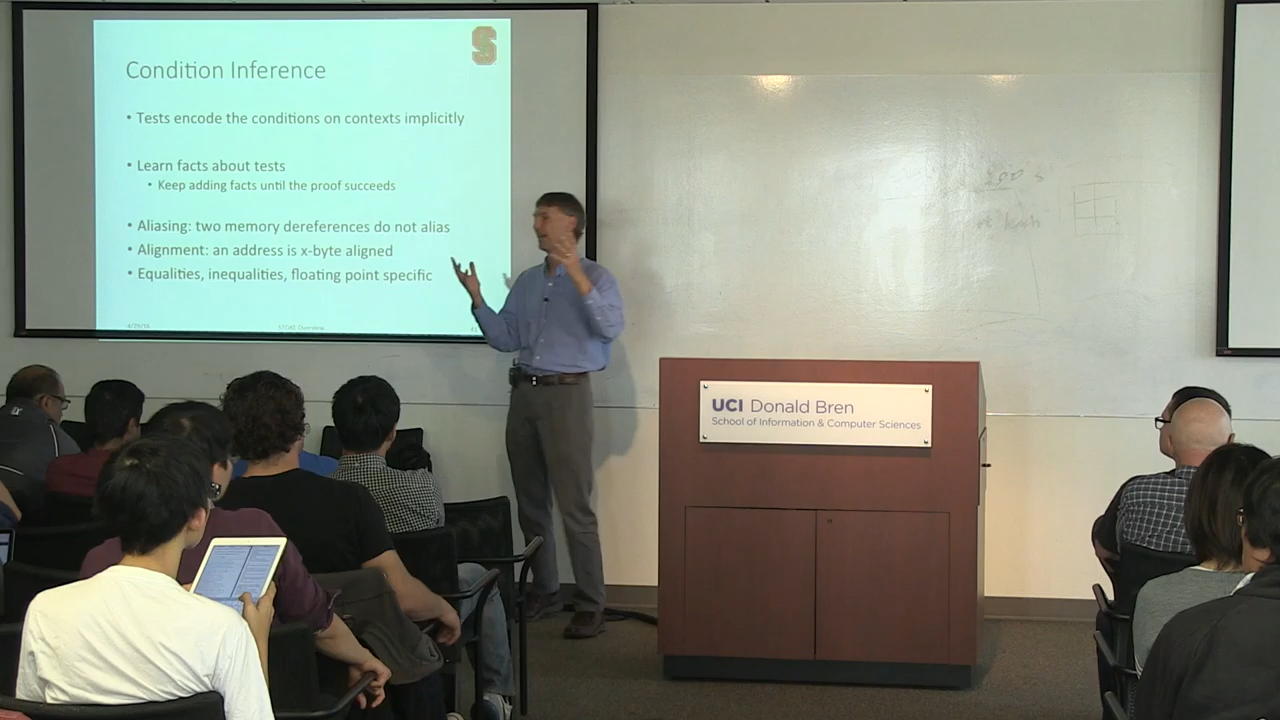 S
Condition Inference
• Tests encode the conditions on contexts implicitly
• Learn facts about tests
• Keep adding facts until the proof succeeds
• Aliasing: two memory dereferences do not alias
• Alignment: an address is x-byte aligned
• Equalities, inequalities, floating point specific
STOKE Overview
UCI Donald Bren
School of Information & Computer Sciences